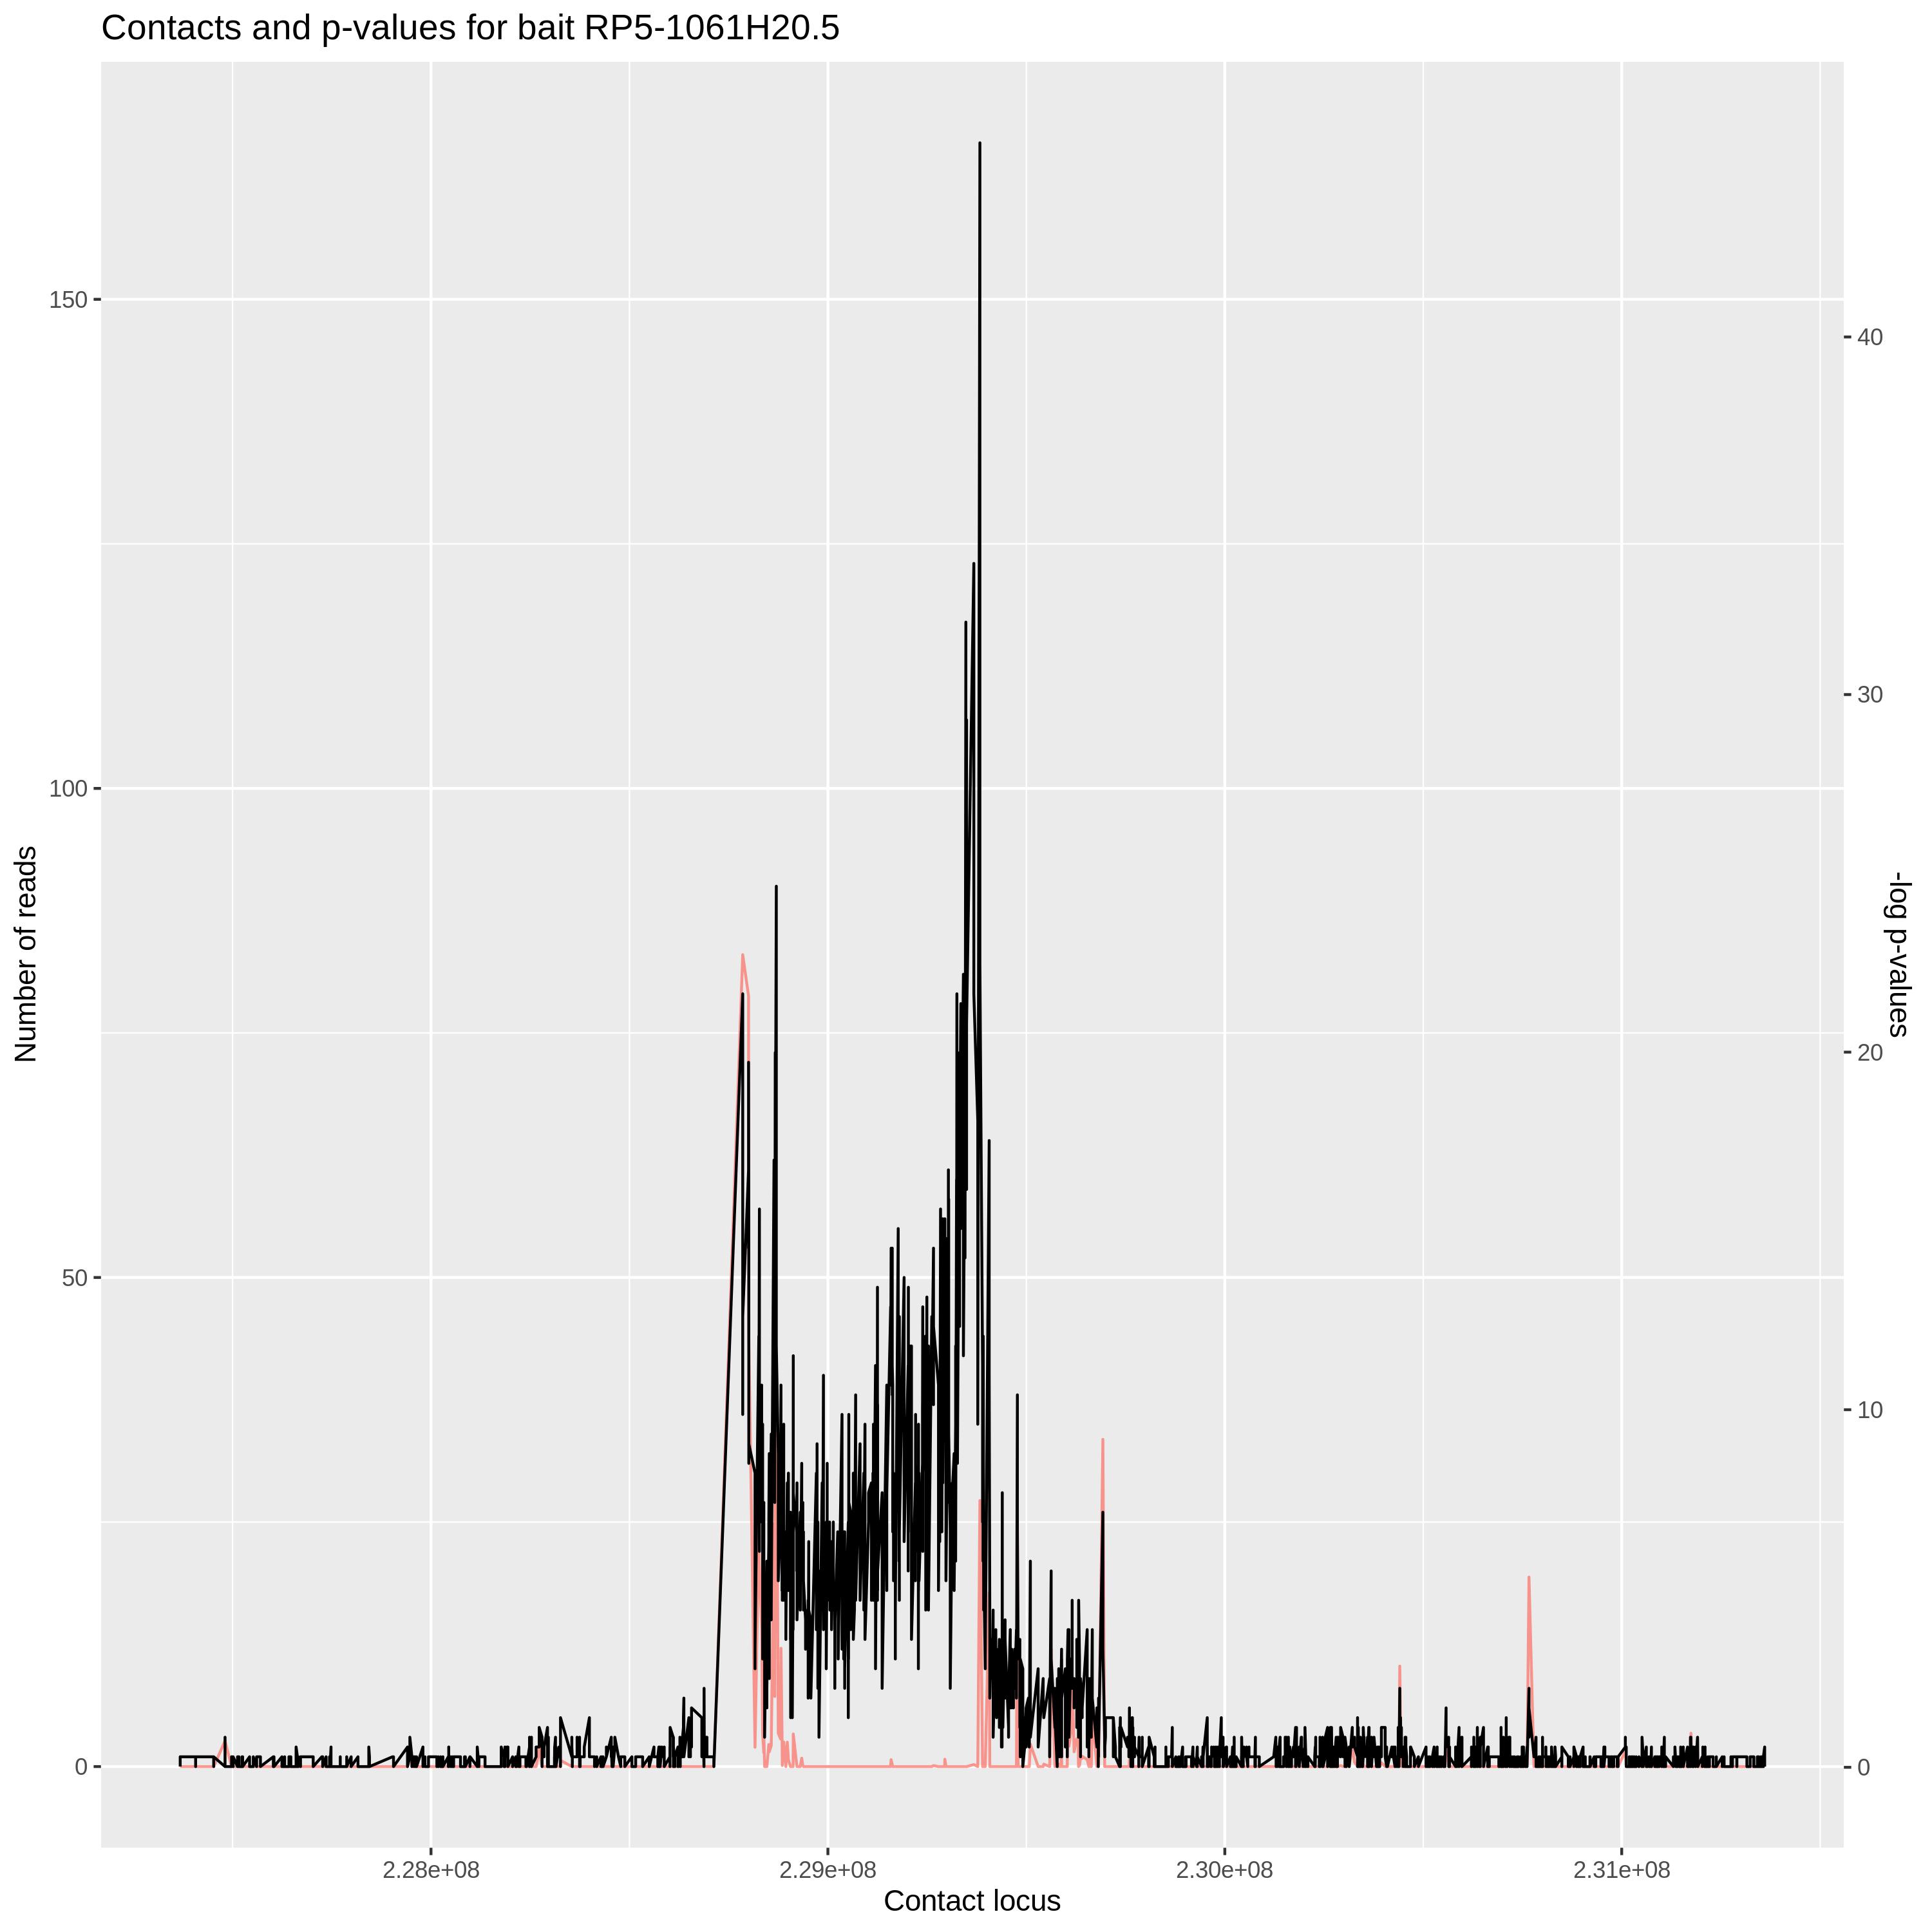 Contacts and p-values for bait RP5-1061H20.5
150
100
50
0
Number of reads
40
30
20
10
0
-log p-values
2.28e+08
2.29e+08
2.30e+08
2.31e+08
Contact locus